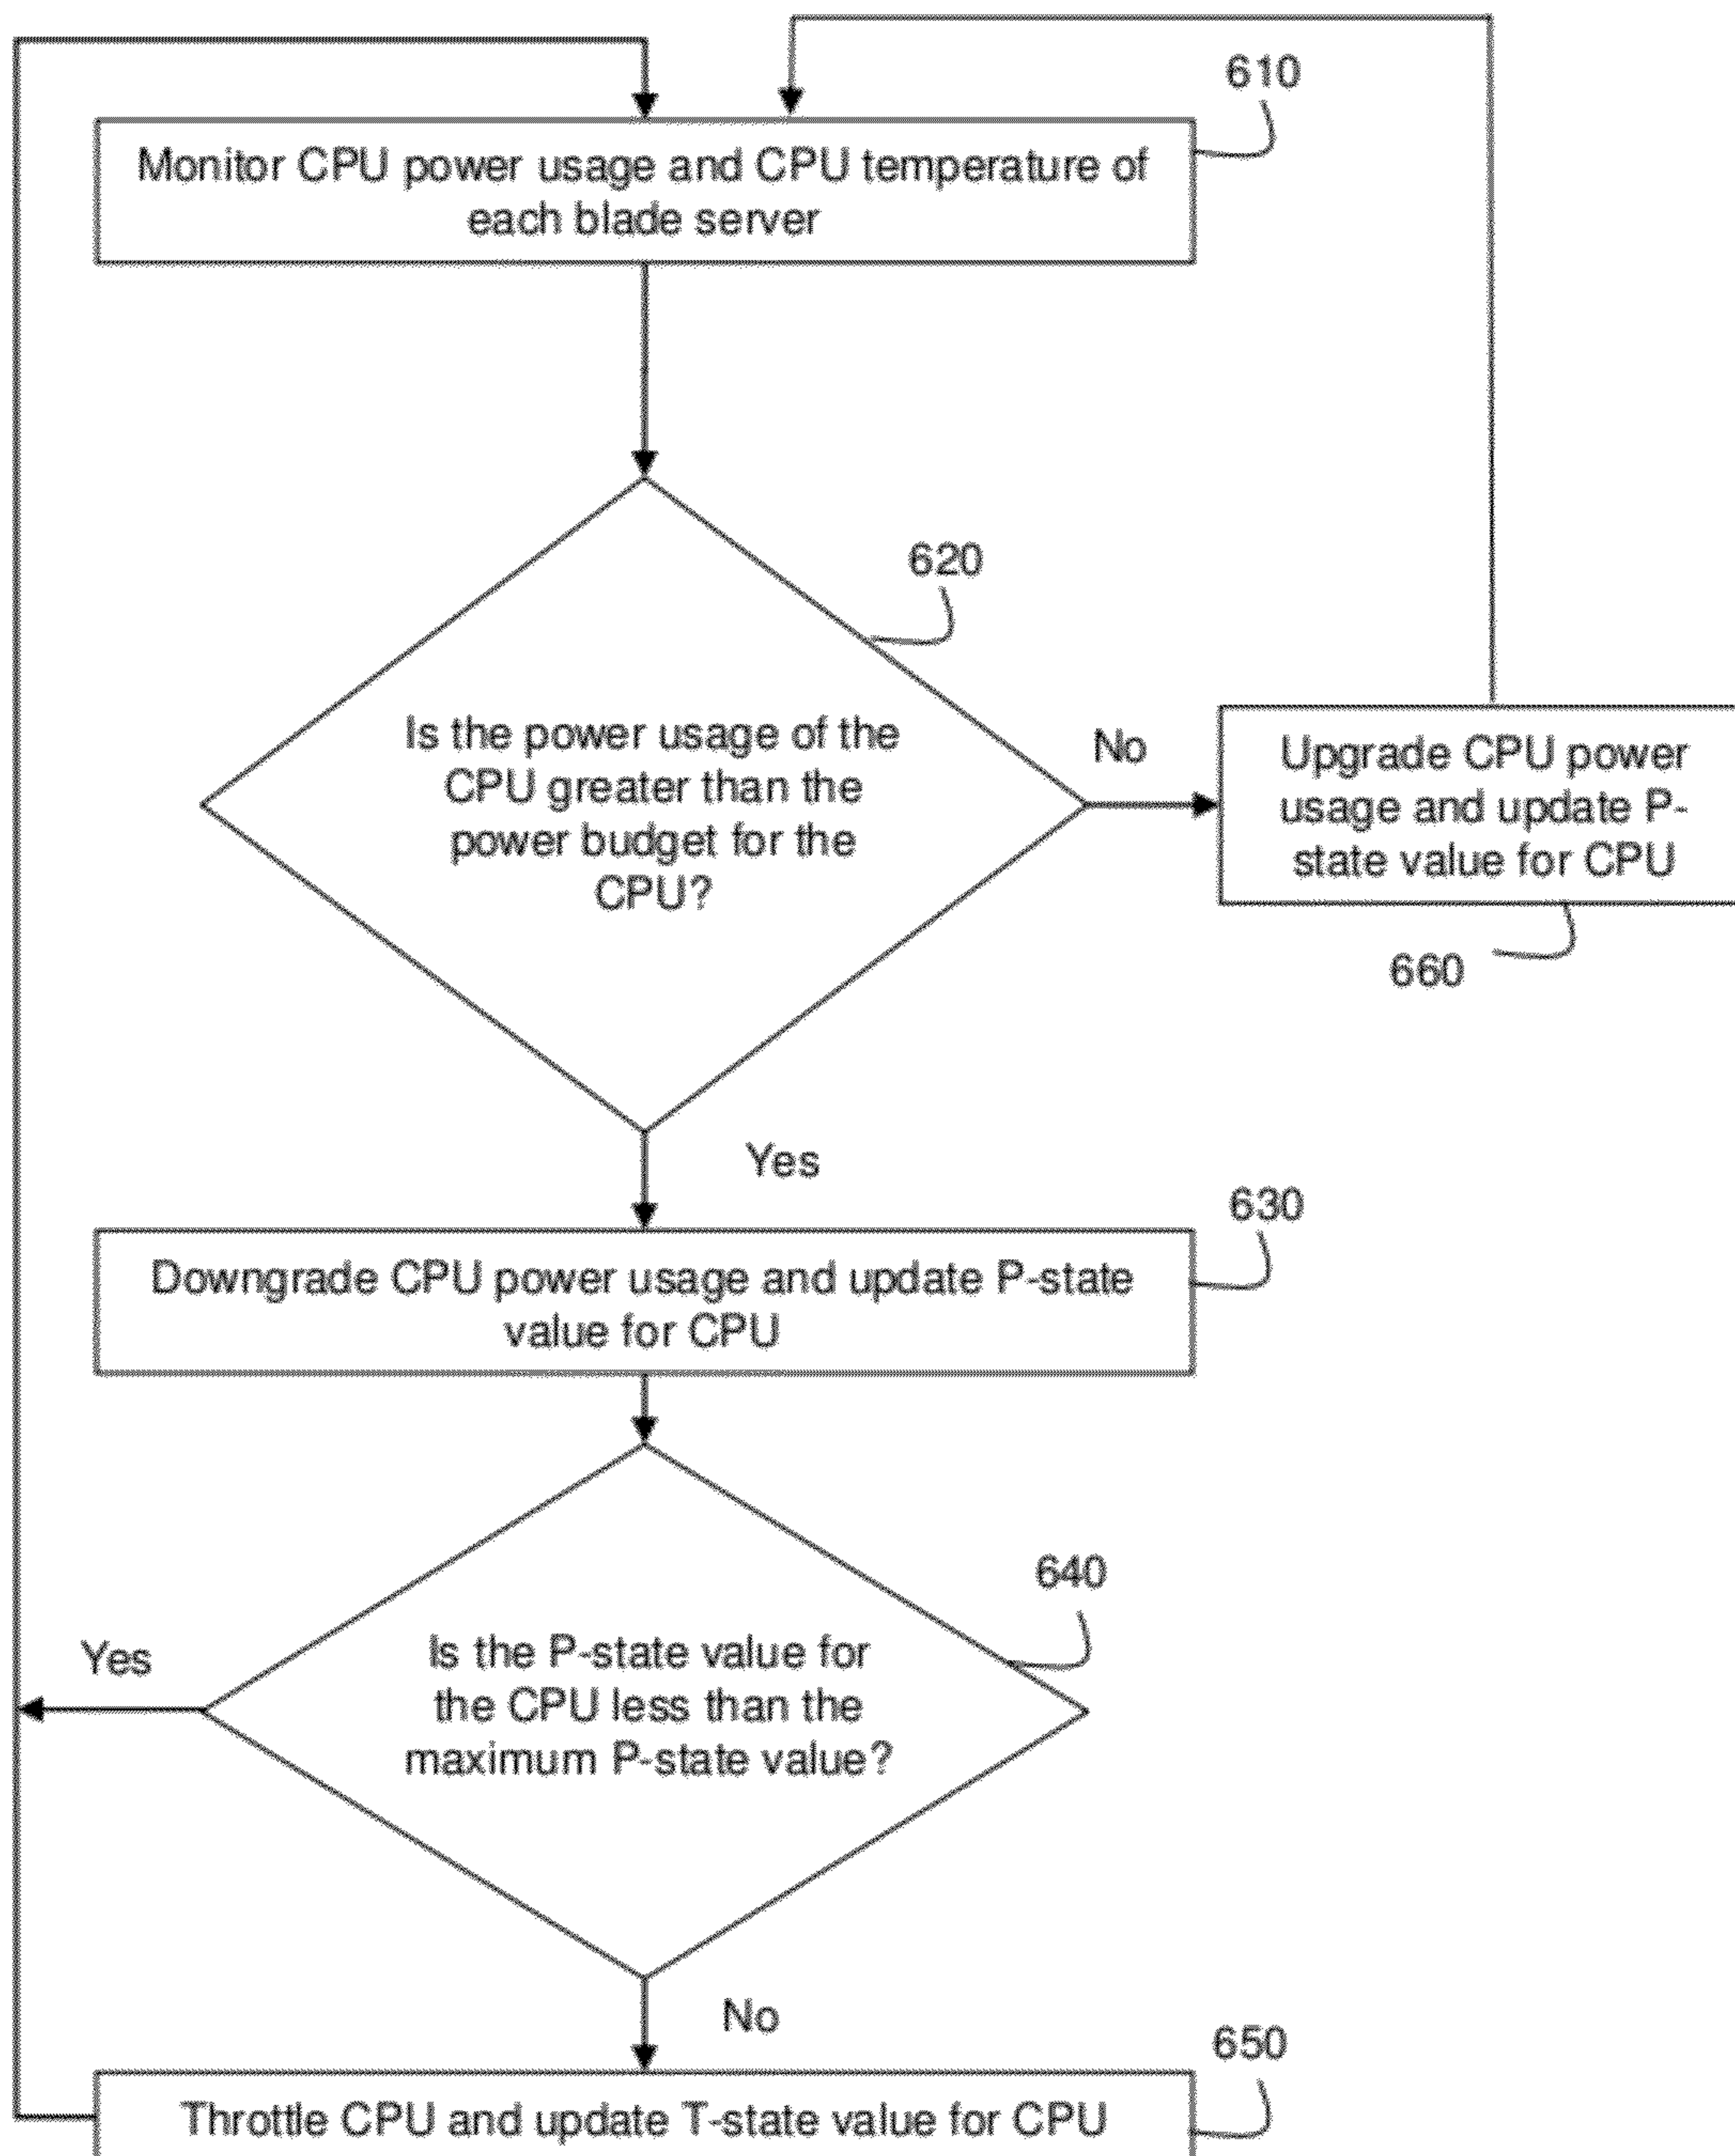 610
Monitor CPU power usage and CPU temperature of
each blade server
620
Is the power usage of the
CPU greater than the
power budget for the
CPU?
No
Upgrade CPU power
usage and update P-
state value for CPU
660
Yes
630
Downgrade CPU power usage and update P-state
value for CPU
640
Yes
Is the P-state value for
the CPU less than the
maximum P-state value?
No
650
Throttle CPU and update T-state value for CPU